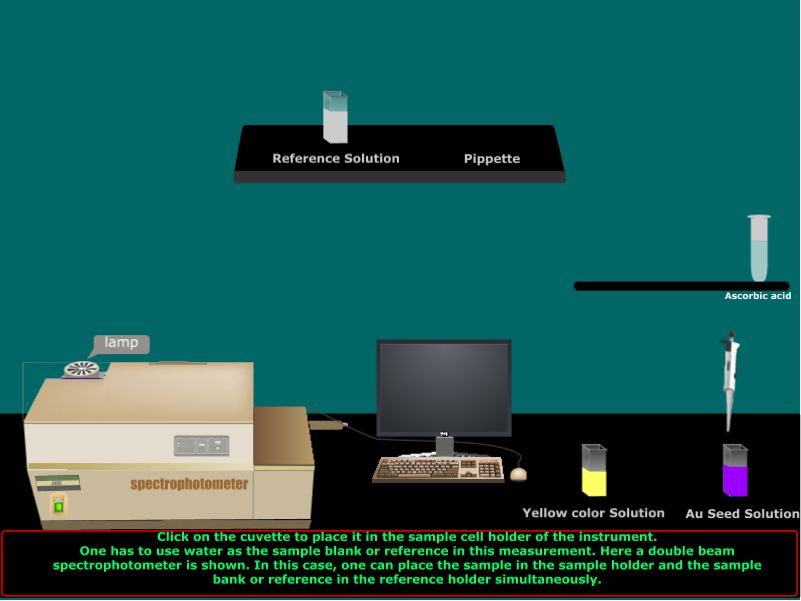 Reference Solution
Pippette
Ascorbic acid
lamp
spectrophotometer
Yellow color Solution
Au Seed Solution
Click on the cuvette to place it in the sample cell holder of the instrument.
One has to use water as the sample blank or reference in this measurement. Here a double beam
spectrophotometer is shown. In this case, one can place the sample in the sample holder and the sample
bank or reference in the reference holder simultaneously.